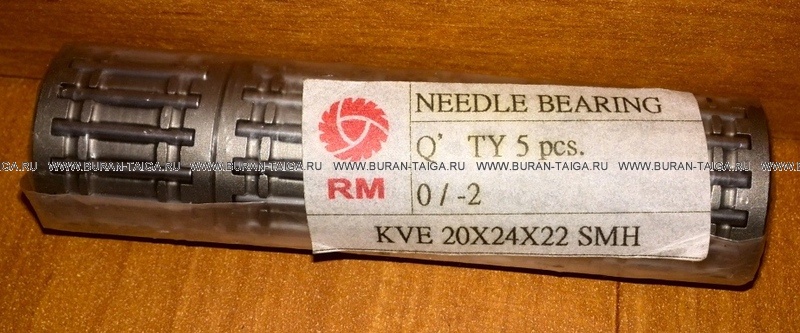 NEEDLE BEARING
Q' TY 5 pcs.
RM
0 / -2
KVE 20X24X22 SMH
WWW.BURAN-TAIGA.RU WWW.BURAN-TAIGA.RU WWW.BURAN-TAIGA.RU WWW.BURAN-TAIGA.RU WWW.BURAN-TAIGA.RU